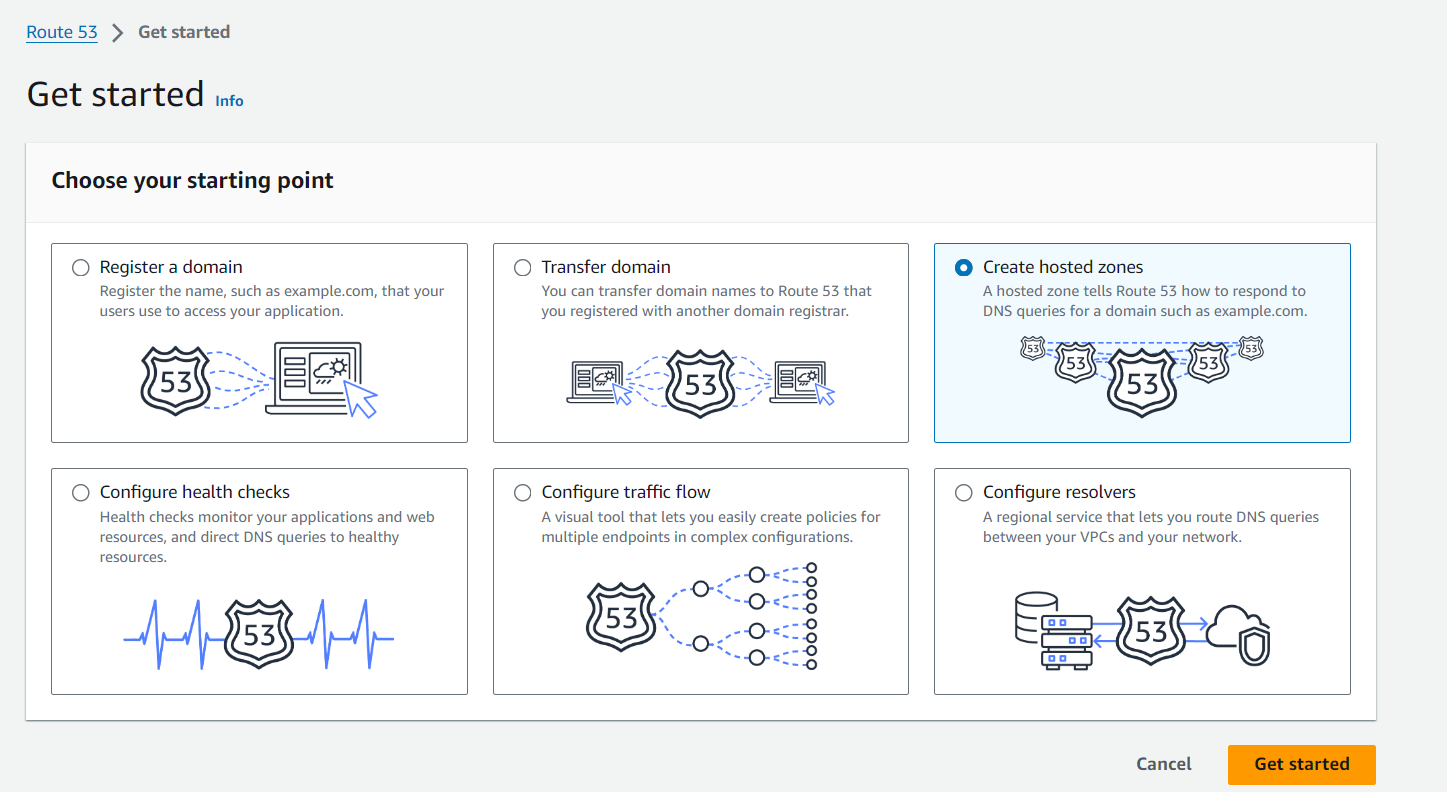 Route 53 > Get started
Get started Info
Choose your starting point
Register a domain
Register the name, such as example.com, that your
users use to access your application.
53
Transfer domain
You can transfer domain names to Route 53 that
you registered with another domain registrar.
53
Create hosted zones
A hosted zone tells Route 53 how to respond to
DNS queries for a domain such as example.com.
53 53 53 53 53
Configure health checks
Health checks monitor your applications and web
resources, and direct DNS queries to healthy
resources.
53
Configure traffic flow
A visual tool that lets you easily create policies for
multiple endpoints in complex configurations.
53
Configure resolvers
A regional service that lets you route DNS queries
between your VPCs and your network.
53
Cancel Get started